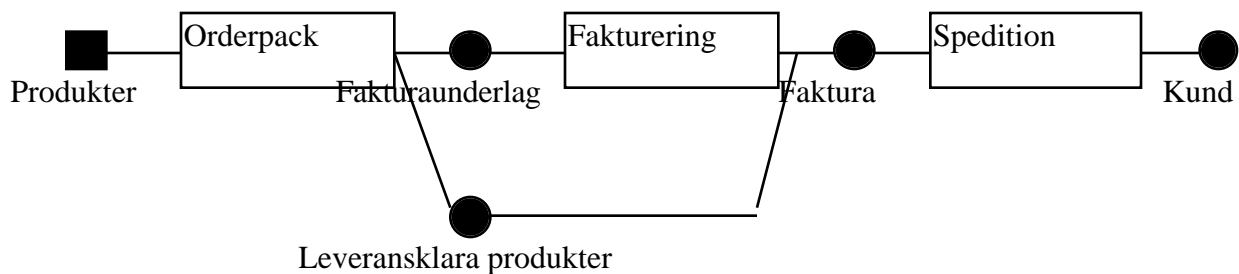 Orderpack
Fakturering
Spedition
Produkter
Fakturaunderlag
Faktura
Kund
Leveransklara produkter